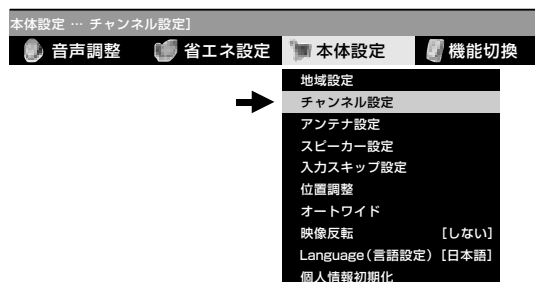 本体設定 … チャンネル設定]
音声調整 省エネ設定 本体設定 機能切換
地域設定
チャンネル設定
アンテナ設定
スピーカー設定
入力スキップ設定
位置調整
オートワイド
映像反転 [しない]
Language(言語設定) [日本語]
個人情報初期化